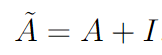 Ã = A + I